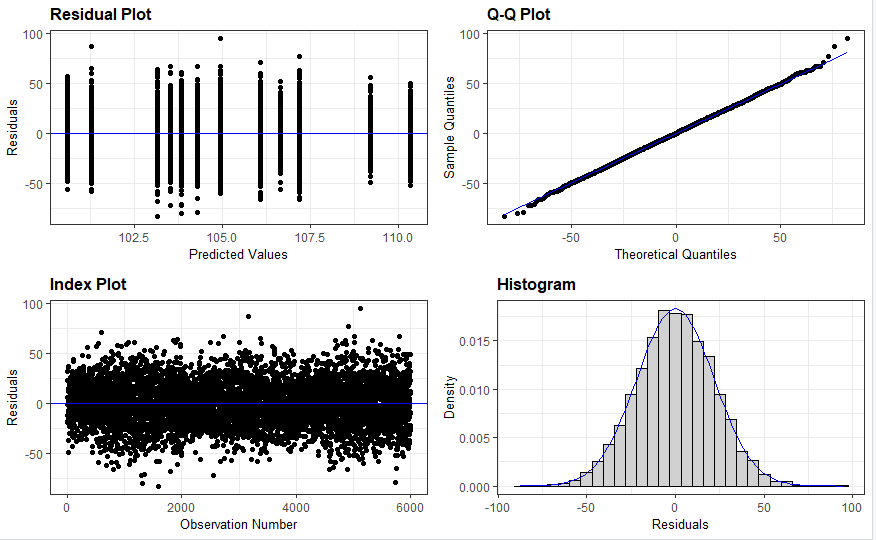 Residual Plot
100
50
0
-50
Residuals
102.5 105.0 107.5 110.0
Predicted Values
Q-Q Plot
100
50
0
-50
Sample Quantiles
-50 0 50
Theoretical Quantiles
Index Plot
100
50
0
-50
Residuals
0 2000 4000 6000
Observation Number
Histogram
0.015
0.010
0.005
0.000
Density
-100 -50 0 50 100
Residuals